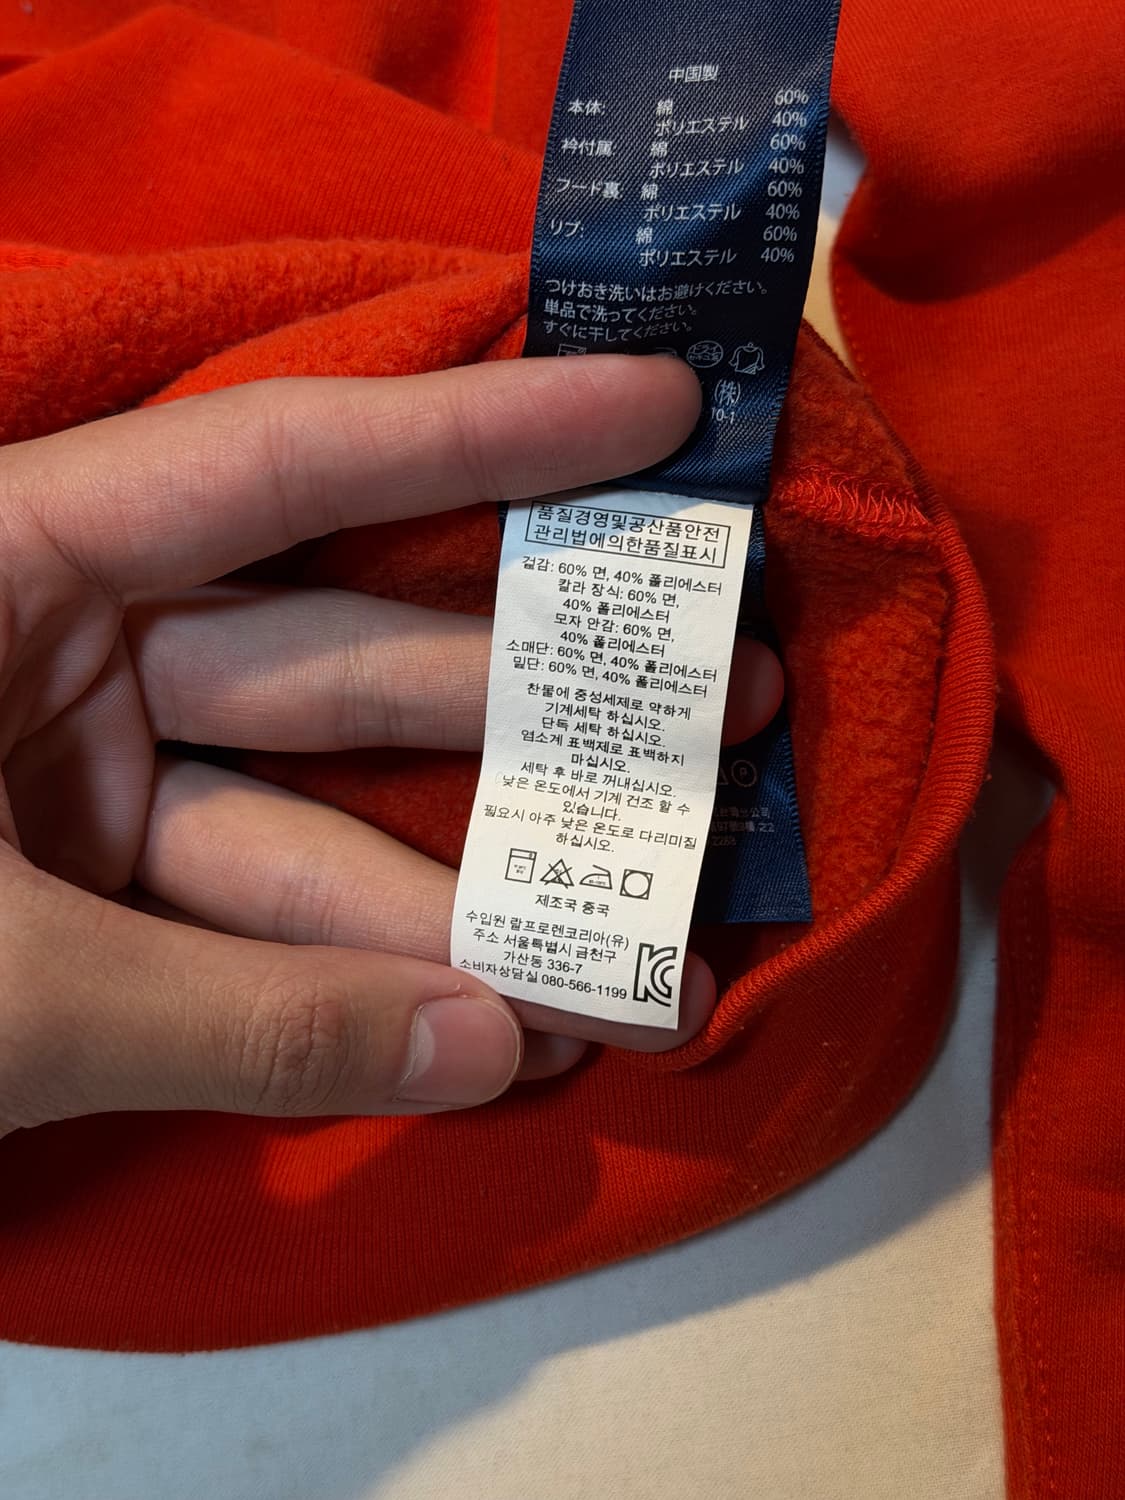 中国製
本体: 綿 60%
ポリエステル 40%
衿付属 綿 60%
ポリエステル 40%
フード裏 綿 60%
ポリエステル 40%
リブ: 綿 60%
ポリエステル 40%
つけおき洗いはお避けください。
単品で洗ってください。
すぐに干してください。
ドライ
セキユ系
(株)
10-1
품질경영및공산품안전
관리법에의한품질표시
겉감: 60% 면, 40% 폴리에스터
칼라 장식: 60% 면,
40% 폴리에스터
모자 안감: 60% 면,
40% 폴리에스터
소매단: 60% 면, 40% 폴리에스터
밑단: 60% 면, 40% 폴리에스터
찬물에 중성세제로 약하게
기계세탁 하십시오.
단독 세탁 하십시오.
염소계 표백제로 표백하지
마십시오.
세탁 후 바로 꺼내십시오.
낮은 온도에서 기계 건조 할 수
있습니다.
필요시 아주 낮은 온도로 다리미질
하십시오.
제조국 중국
수입원 랄프로렌코리아(유)
주소 서울특별시 금천구
가산동 336-7
소비자상담실 080-566-1199
KC
P